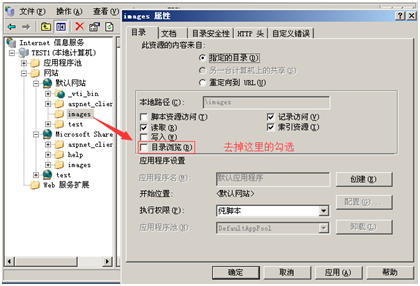 文件(F) 操作(A) 查看(V)
Internet 信息服务
TEST1(本地计算机)
应用程序池
网站
默认网站
_vti_bin
aspnet_clier
images
test
Microsoft Share
aspnet_clier
help
images
test
Web 服务扩展
images 属性
目录 文档 目录安全性 HTTP 头 自定义错误
此资源的内容来自:
指定的目录(D)
另一台计算机上的共享(S)
重定向到 URL(U)
本地路径(C): \images
脚本资源访问(T) 记录访问(V)
读取(R) 索引资源(I)
写入(W)
目录浏览(B) 去掉这里的勾选
应用程序设置
应用程序名(M): 默认应用程序 创建(E)
开始位置: <默认网站>
执行权限(P): 纯脚本 配置(G)...
应用程序池(N): DefaultAppPool 卸载(L)
确定 取消 应用(A) 帮助